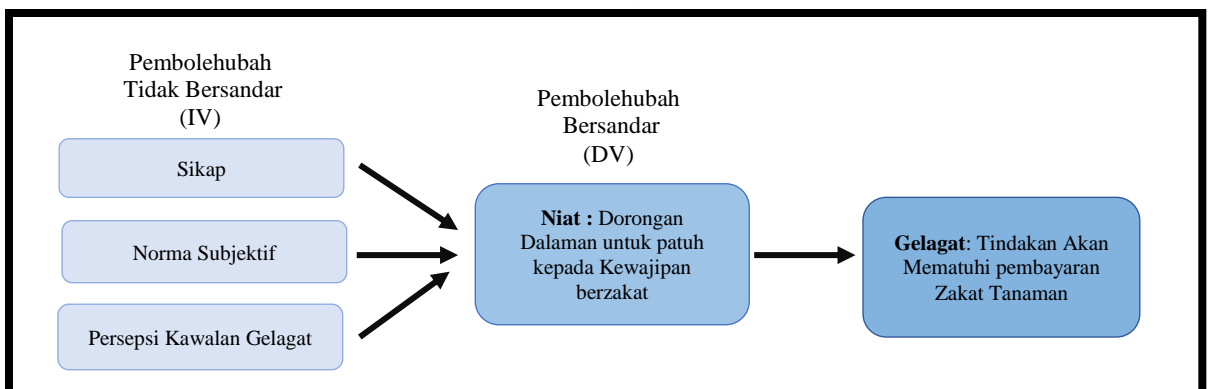 Pembolehubah
Tidak Bersandar
(IV)
Sikap
Norma Subjektif
Persepsi Kawalan Gelagat
Pembolehubah
Bersandar
(DV)
Niat : Dorongan
Dalaman untuk patuh
kepada Kewajipan
berzakat
Gelagat: Tindakan Akan
Mematuhi pembayaran
Zakat Tanaman